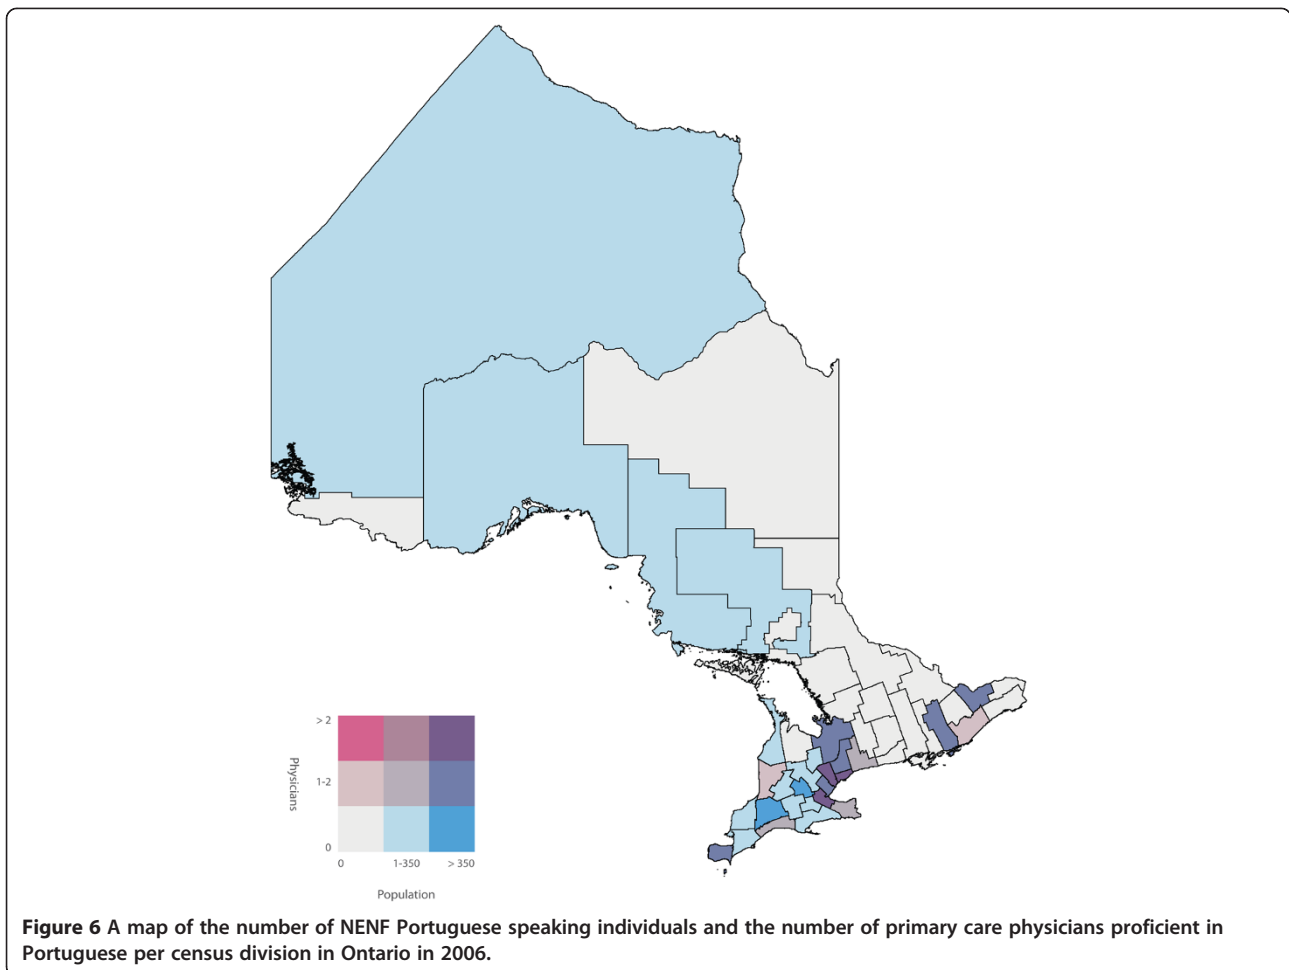 > 2
Physicians
1-2
0
0 1-350 > 350
Population
Figure 6 A map of the number of NENF Portuguese speaking individuals and the number of primary care physicians proficient in
Portuguese per census division in Ontario in 2006.